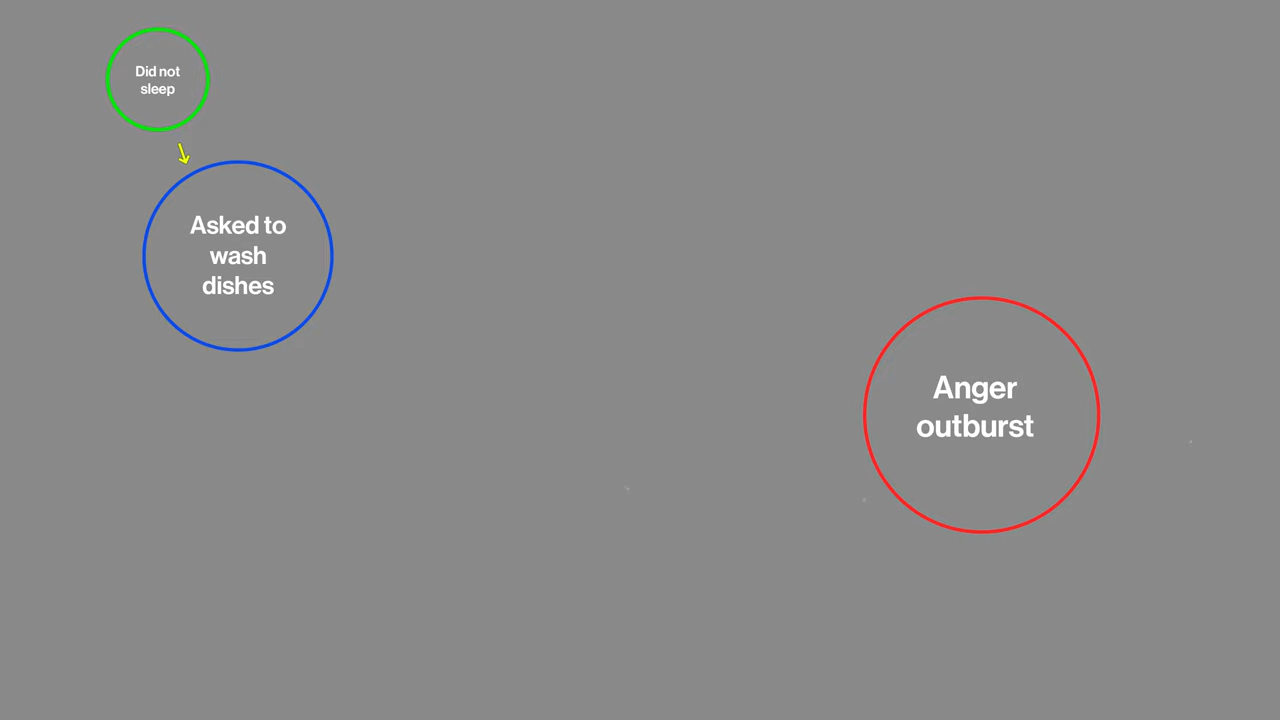 Did not
sleep
Asked to
wash
dishes
Anger
outburst